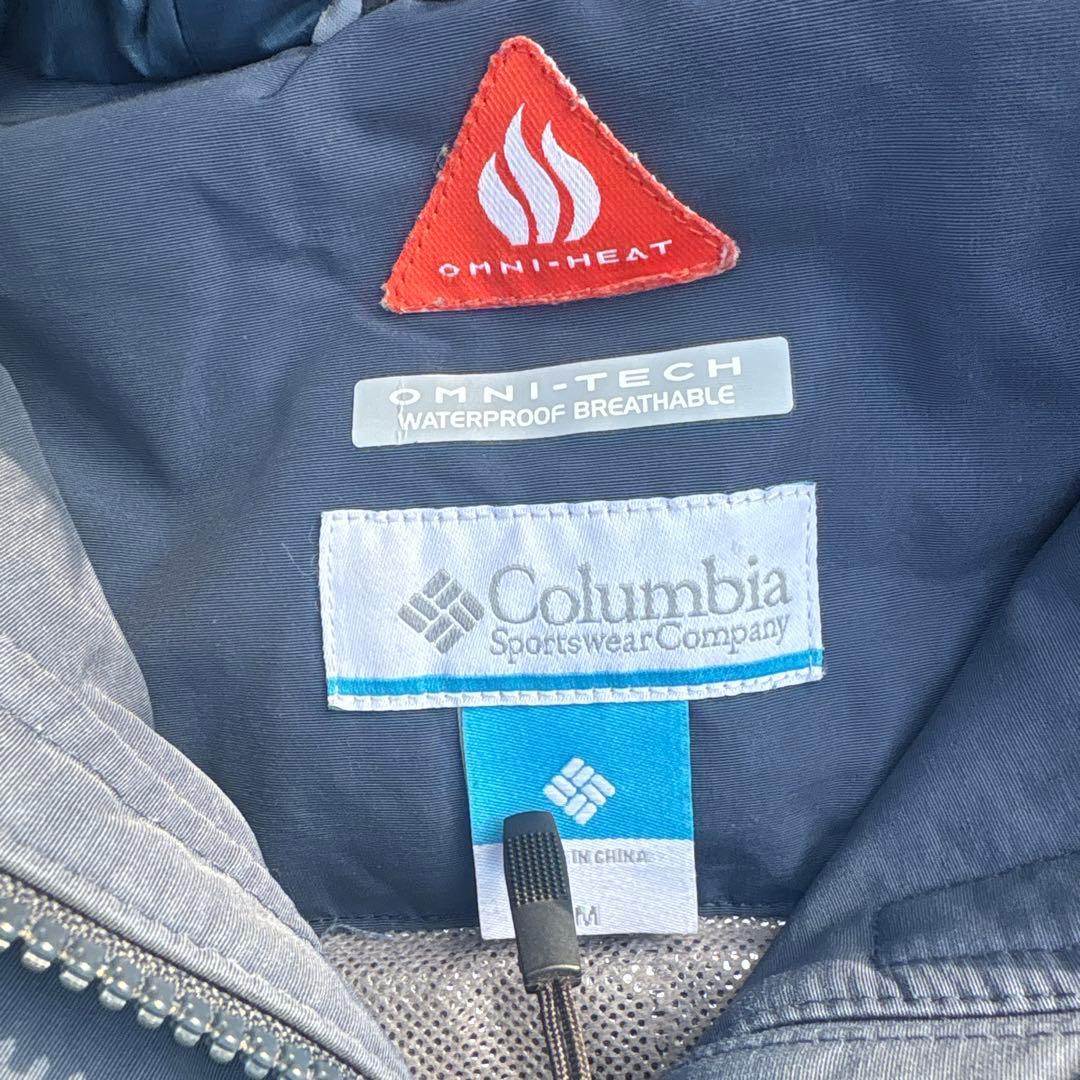 OMNI-HEAT
OMNI-TECH
WATERPROOF BREATHABLE
Columbia
Sportswear Company
IN CHINA
M